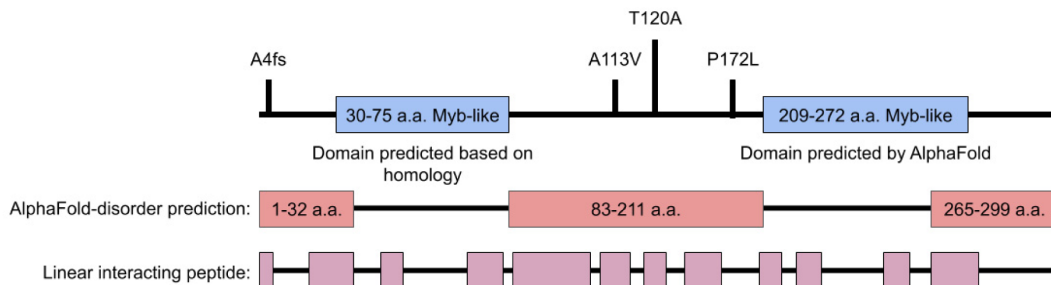 T120A
A4fs
A113V
P172L
30-75 a.a. Myb-like
209-272 a.a. Myb-like
Domain predicted based on
homology
Domain predicted by AlphaFold
AlphaFold-disorder prediction:
1-32 a.a.
83-211 a.a.
265-299 a.a.
Linear interacting peptide: